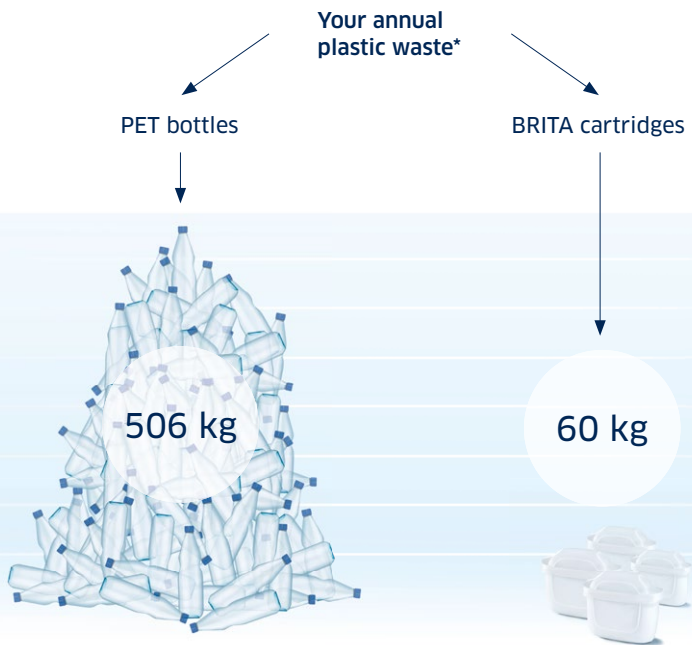 Your annual
plastic waste*
PET bottles
BRITA cartridges
506 kg
60 kg